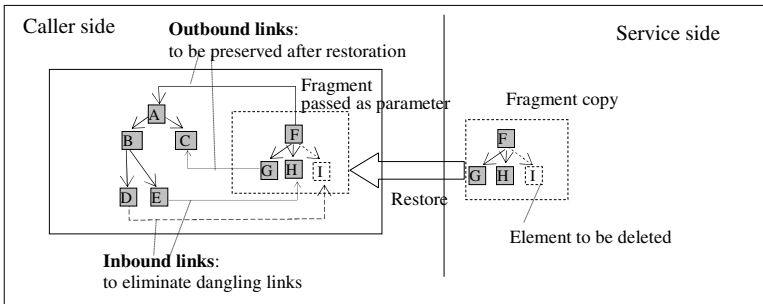 Caller side
Service side
Outbound links:
to be preserved after restoration
Fragment
passed as parameter
Fragment copy
A
B
C
F
G
H
I
D
E
F
G
H
I
Restore
Element to be deleted
Inbound links:
to eliminate dangling links